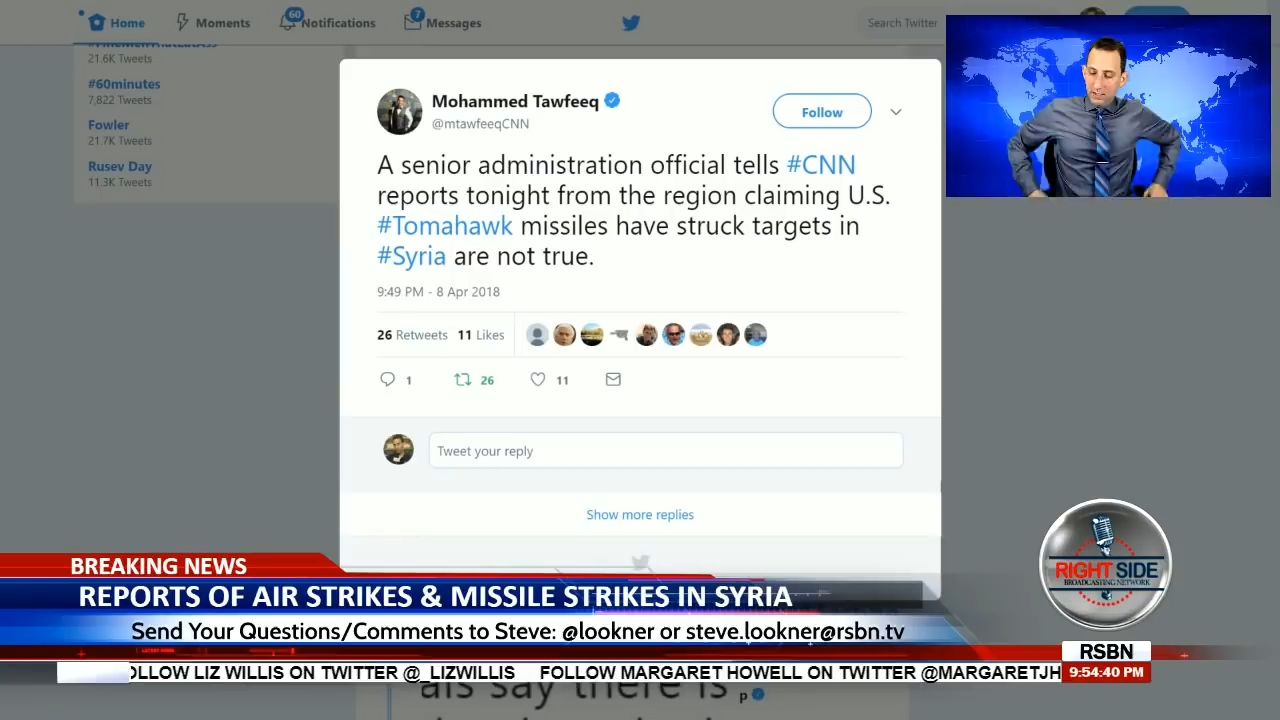 Home
Moments
60
Notifications
7
Messages
Search Twitter
21.6K Tweets
#60minutes
7,822 Tweets
Fowler
21.7K Tweets
Rusev Day
11.3K Tweets
Mohammed Tawfeeq
@mtawfeeqCNN
Follow
A senior administration official tells #CNN
reports tonight from the region claiming U.S.
#Tomahawk missiles have struck targets in
#Syria are not true.
9:49 PM - 8 Apr 2018
26 Retweets 11 Likes
1
26
11
Tweet your reply
Show more replies
BREAKING NEWS
REPORTS OF AIR STRIKES & MISSILE STRIKES IN SYRIA
Send Your Questions/Comments to Steve: @lookner or steve.lookner@rsbn.tv
RIGHT SIDE
BROADCASTING NETWORK
RSBN
9:54:40 PM
OLLOW LIZ WILLIS ON TWITTER @_LIZWILLIS FOLLOW MARGARET HOWELL ON TWITTER @MARGARETJH
als say there is